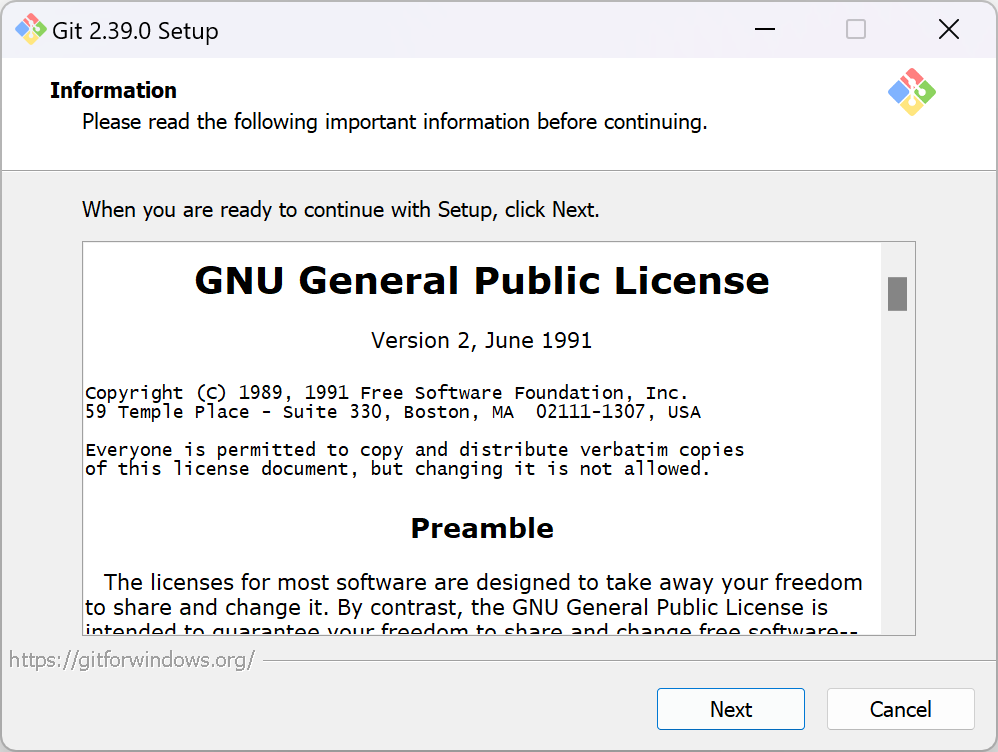 Git 2.39.0 Setup
Information
Please read the following important information before continuing.
When you are ready to continue with Setup, click Next.
GNU General Public License
Version 2, June 1991
Copyright (C) 1989, 1991 Free Software Foundation, Inc.
59 Temple Place - Suite 330, Boston, MA  02111-1307, USA
Everyone is permitted to copy and distribute verbatim copies
of this license document, but changing it is not allowed.
Preamble
The licenses for most software are designed to take away your freedom
to share and change it. By contrast, the GNU General Public License is
intended to guarantee your freedom to share and change free software--
https://gitforwindows.org/
Next
Cancel